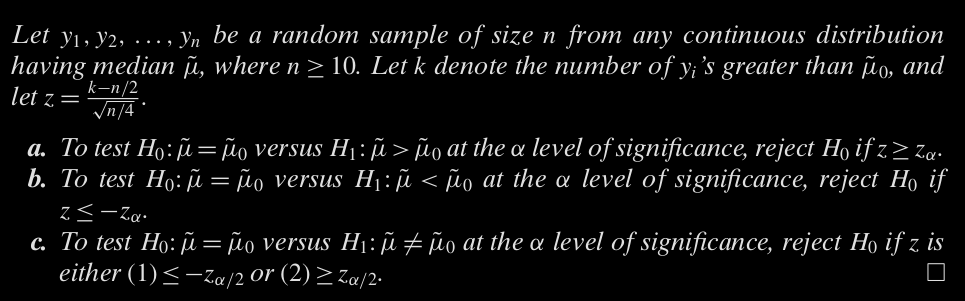 Let y₁, y₂, ..., yₙ be a random sample of size n from any continuous distribution
having median μ̃, where n ≥ 10. Let k denote the number of yᵢ's greater than μ̃₀, and
let z = (k−n/2)/√(n/4).
a. To test H₀: μ̃ = μ̃₀ versus H₁: μ̃ > μ̃₀ at the α level of significance, reject H₀ if z ≥ z_α.
b. To test H₀: μ̃ = μ̃₀ versus H₁: μ̃ < μ̃₀ at the α level of significance, reject H₀ if
z ≤ −z_α.
c. To test H₀: μ̃ = μ̃₀ versus H₁: μ̃ ≠ μ̃₀ at the α level of significance, reject H₀ if z is
either (1) ≤ −z_{α/2} or (2) ≥ z_{α/2}. □